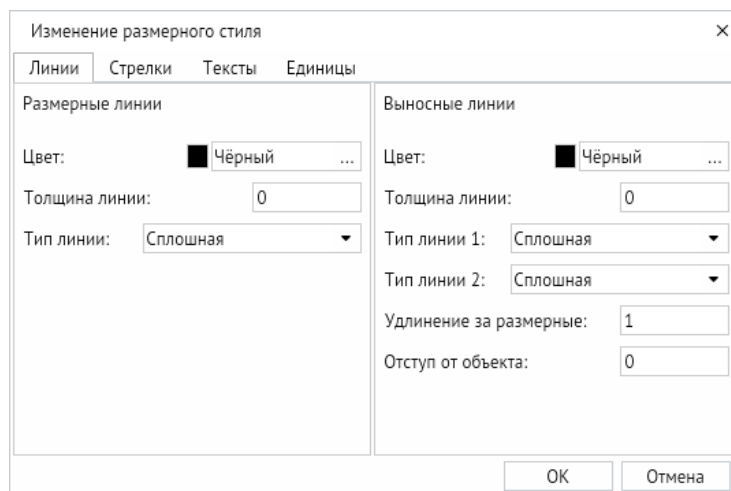 Изменение размерного стиля ×
Линии Стрелки Тексты Единицы
Размерные линии
Цвет: Чёрный ...
Толщина линии: 0
Тип линии: Сплошная
Выносные линии
Цвет: Чёрный ...
Толщина линии: 0
Тип линии 1: Сплошная
Тип линии 2: Сплошная
Удлинение за размерные: 1
Отступ от объекта: 0
OK Отмена